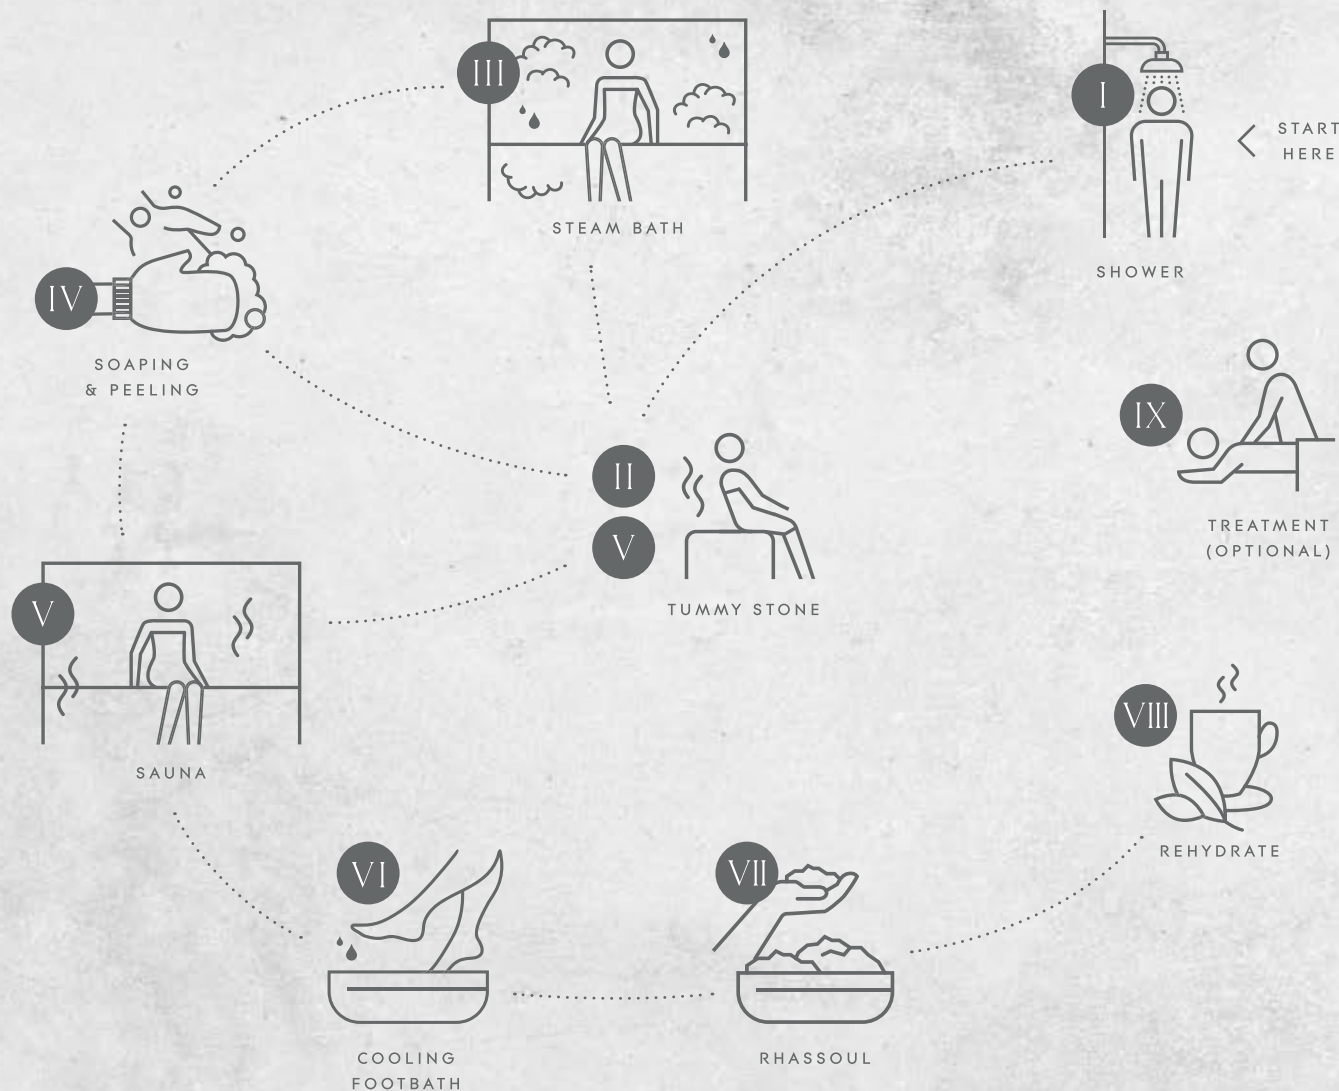 I
START
HERE
SHOWER
II
V
TUMMY STONE
III
STEAM BATH
IV
SOAPING
& PEELING
V
SAUNA
VI
COOLING
FOOTBATH
VII
RHASSOUL
VIII
REHYDRATE
IX
TREATMENT
(OPTIONAL)